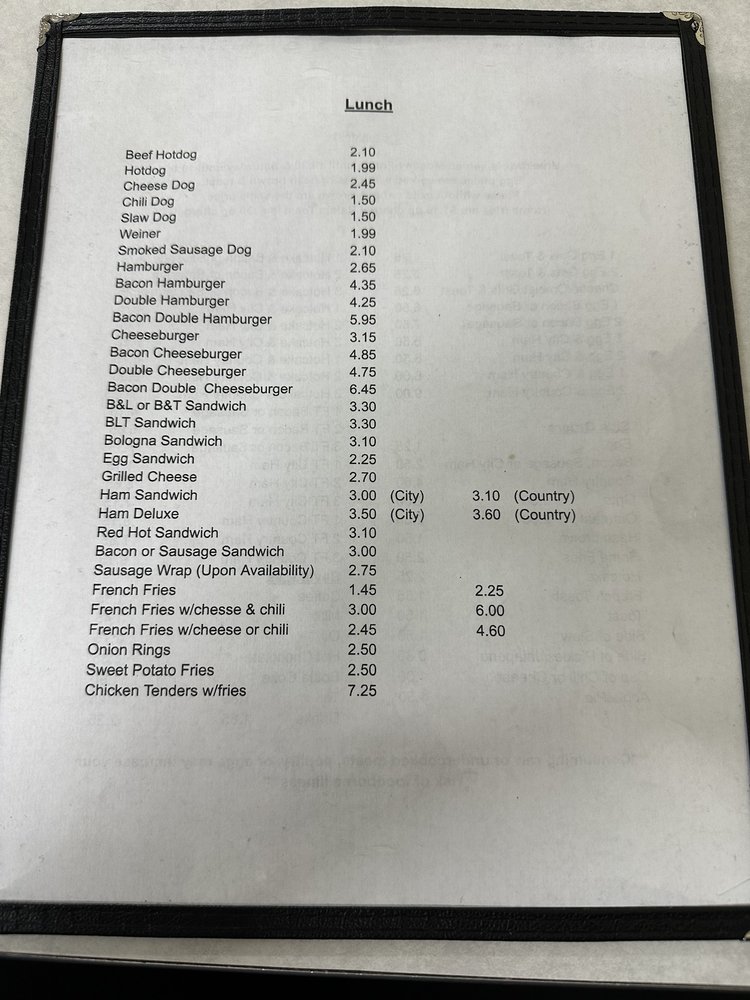 Lunch
Beef Hotdog 2.10
Hotdog 1.99
Cheese Dog 2.45
Chili Dog 1.50
Slaw Dog 1.50
Weiner 1.99
Smoked Sausage Dog 2.10
Hamburger 2.65
Bacon Hamburger 4.35
Double Hamburger 4.25
Bacon Double Hamburger 5.95
Cheeseburger 3.15
Bacon Cheeseburger 4.85
Double Cheeseburger 4.75
Bacon Double Cheeseburger 6.45
B&L or B&T Sandwich 3.30
BLT Sandwich 3.30
Bologna Sandwich 3.10
Egg Sandwich 2.25
Grilled Cheese 2.70
Ham Sandwich 3.00 (City) 3.10 (Country)
Ham Deluxe 3.50 (City) 3.60 (Country)
Red Hot Sandwich 3.10
Bacon or Sausage Sandwich 3.00
Sausage Wrap (Upon Availability) 2.75
French Fries 1.45 2.25
French Fries w/chesse & chili 3.00 6.00
French Fries w/cheese or chili 2.45 4.60
Onion Rings 2.50
Sweet Potato Fries 2.50
Chicken Tenders w/fries 7.25